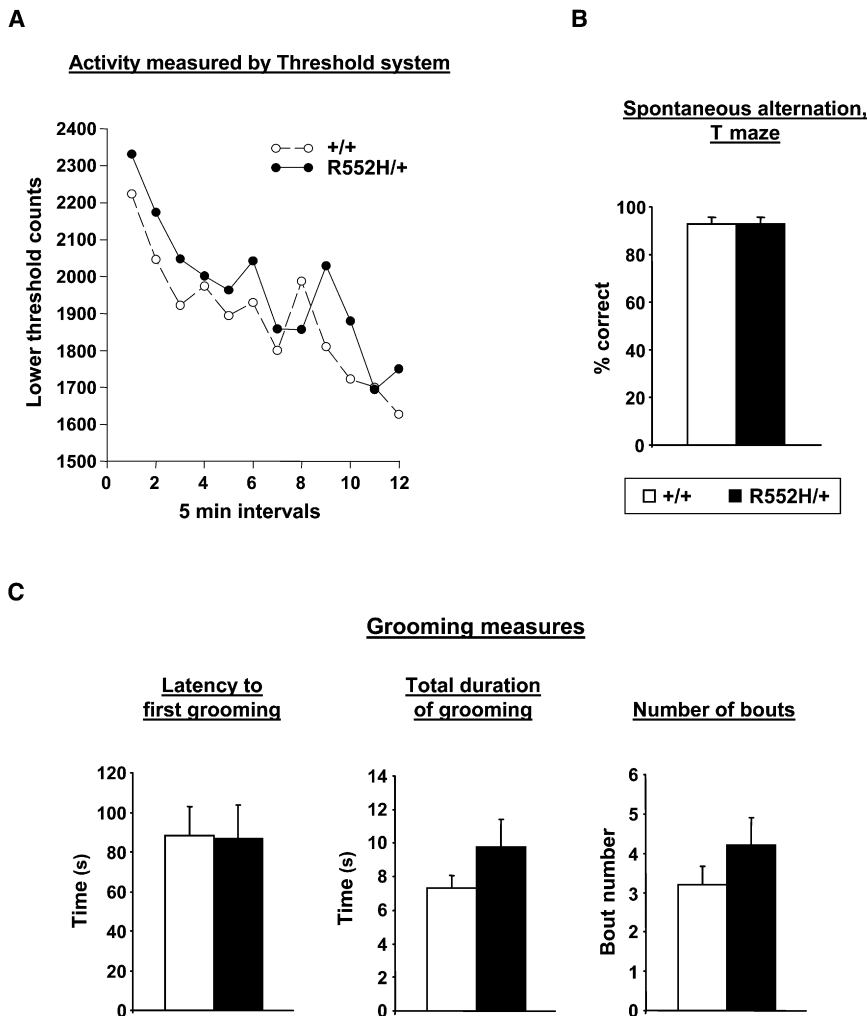 A
Activity measured by Threshold system
2400
2300
2200
2100
2000
1900
1800
1700
1600
1500
Lower threshold counts
+/+
R552H/+
0 2 4 6 8 10 12
5 min intervals
B
Spontaneous alternation,
T maze
100
80
60
40
20
0
% correct
+/+ R552H/+
C
Grooming measures
Latency to
first grooming
120
100
80
60
40
20
0
Time (s)
Total duration
of grooming
14
12
10
8
6
4
2
0
Time (s)
Number of bouts
6
5
4
3
2
1
0
Bout number